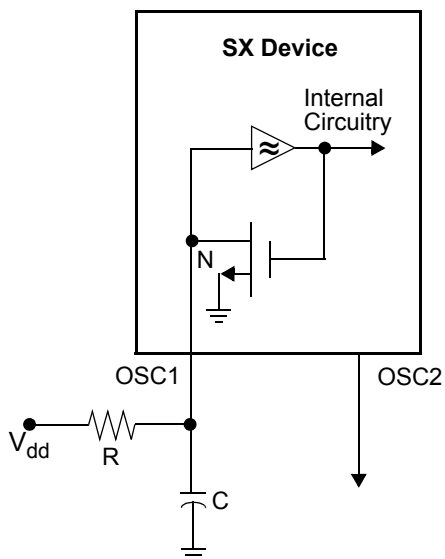 SX Device
Internal
Circuitry
≈
N
OSC1
OSC2
Vdd
R
C